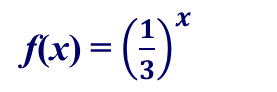 f(x) = (1/3)^x